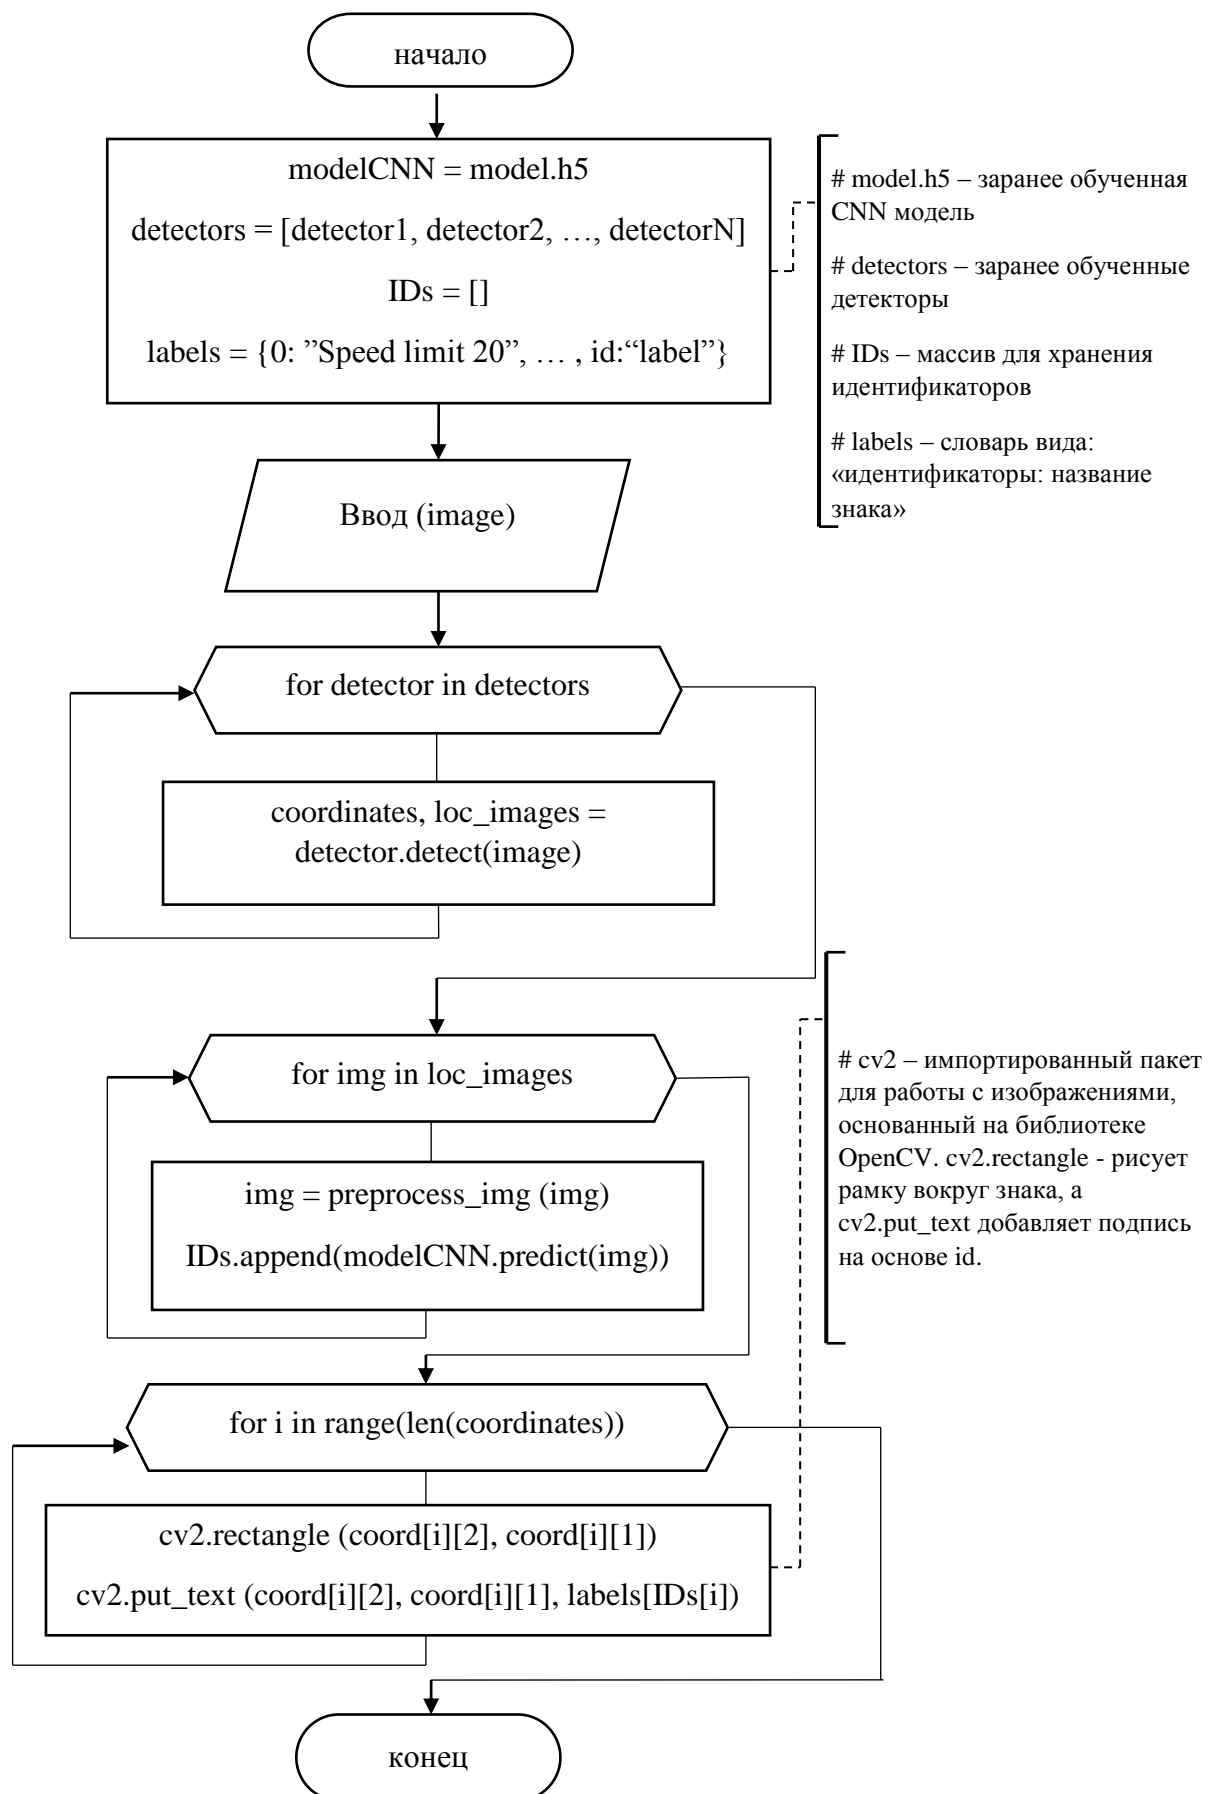 начало
modelCNN = model.h5
detectors = [detector1, detector2, …, detectorN]
IDs = []
labels = {0: ”Speed limit 20”, … , id:“label”}
# model.h5 – заранее обученная
CNN модель
# detectors – заранее обученные
детекторы
# IDs – массив для хранения
идентификаторов
# labels – словарь вида:
«идентификаторы: название
знака»
Ввод (image)
for detector in detectors
coordinates, loc_images =
detector.detect(image)
for img in loc_images
img = preprocess_img (img)
IDs.append(modelCNN.predict(img))
# cv2 – импортированный пакет
для работы с изображениями,
основанный на библиотеке
OpenCV. cv2.rectangle - рисует
рамку вокруг знака, а
cv2.put_text добавляет подпись
на основе id.
for i in range(len(coordinates))
cv2.rectangle (coord[i][2], coord[i][1])
cv2.put_text (coord[i][2], coord[i][1], labels[IDs[i])
конец